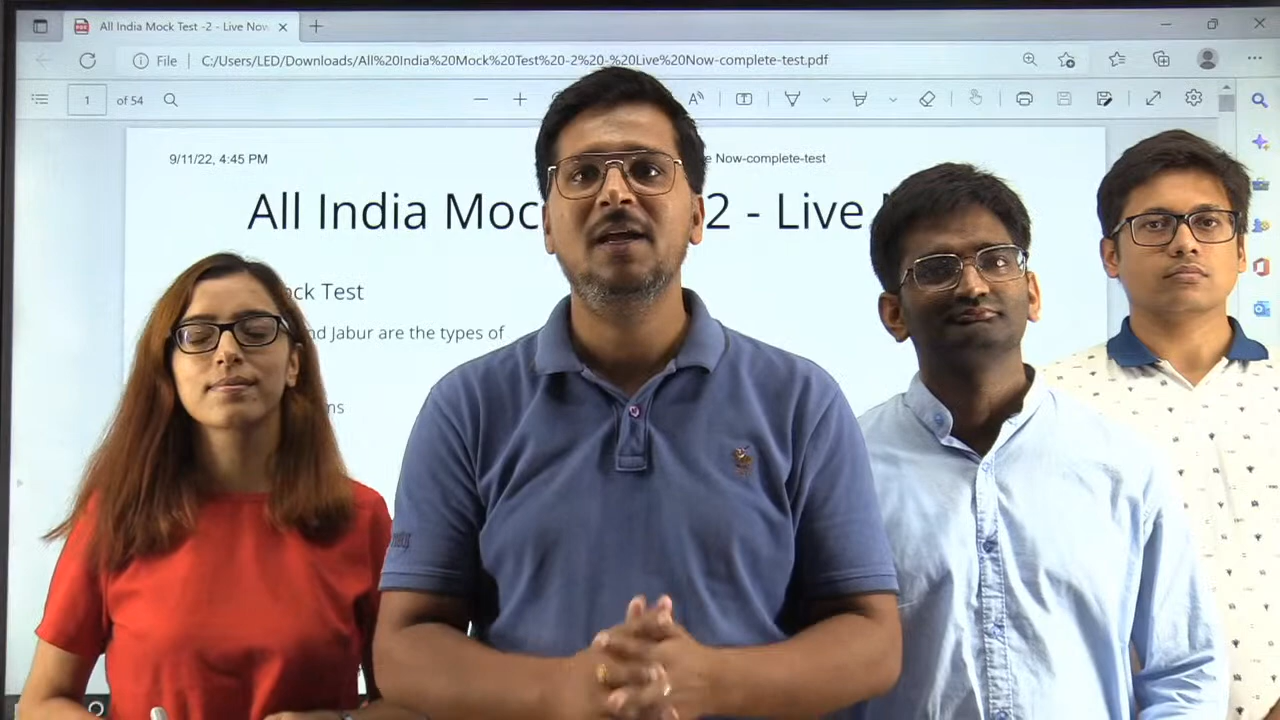 All India Mock Test -2 - Live Now
File
C:/Users/LED/Downloads/All%20India%20Mock%20Test%20-2%20-%20Live%20Now-complete-test.pdf
1 of 54
9/11/22, 4:45 PM
Now-complete-test
All India Moc 2 - Live
ock Test
nd Jabur are the types of
ms